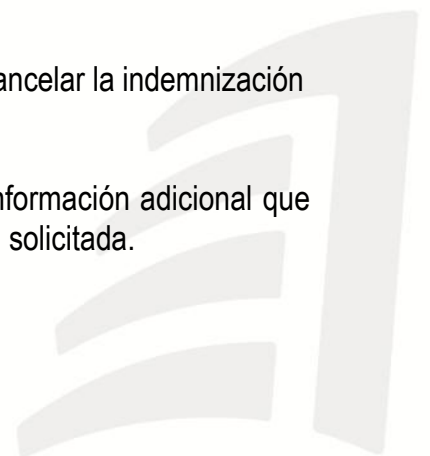 ancelar la indemnización
nformación adicional que
solicitada.